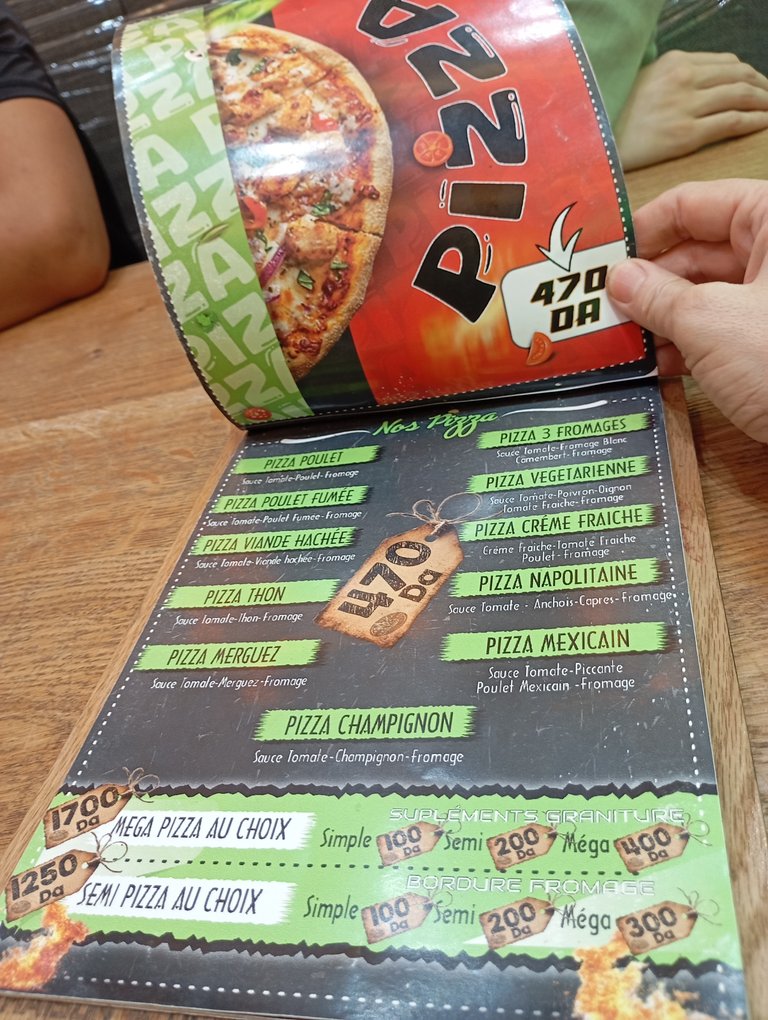 PIZZA
470
DA
Nos Pizza
PIZZA POULET
Sauce Tomate-Poulet-Fromage
PIZZA POULET FUMÉE
Sauce Tomate-Poulet Fumée-Fromage
PIZZA VIANDE HACHÉE
Sauce Tomate-Viande hachée-Fromage
PIZZA THON
Sauce Tomate-Thon-Fromage
PIZZA MERGUEZ
Sauce Tomate-Merguez-Fromage
470
Da
PIZZA 3 FROMAGES
Sauce Tomate-Fromage Blanc
Camembert-Fromage
PIZZA VEGETARIENNE
Sauce Tomate-Poivron-Oignon
Tomate Fraiche-Fromage
PIZZA CRÉME FRAICHE
Créme Fraiche-Tomate Fraiche
Poulet-Fromage
PIZZA NAPOLITAINE
Sauce Tomate - Anchois-Capres-Fromage
PIZZA MEXICAIN
Sauce Tomate-Piccante
Poulet Mexicain -Fromage
PIZZA CHAMPIGNON
Sauce Tomate-Champignon-Fromage
1700 Da MEGA PIZZA AU CHOIX
SUPLÉMENTS GRANITURE
Simple 100 Da Semi 200 Da Méga 400 Da
1250 Da SEMI PIZZA AU CHOIX
BORDURE FROMAGE
Simple 100 Da Semi 200 Da Méga 300 Da